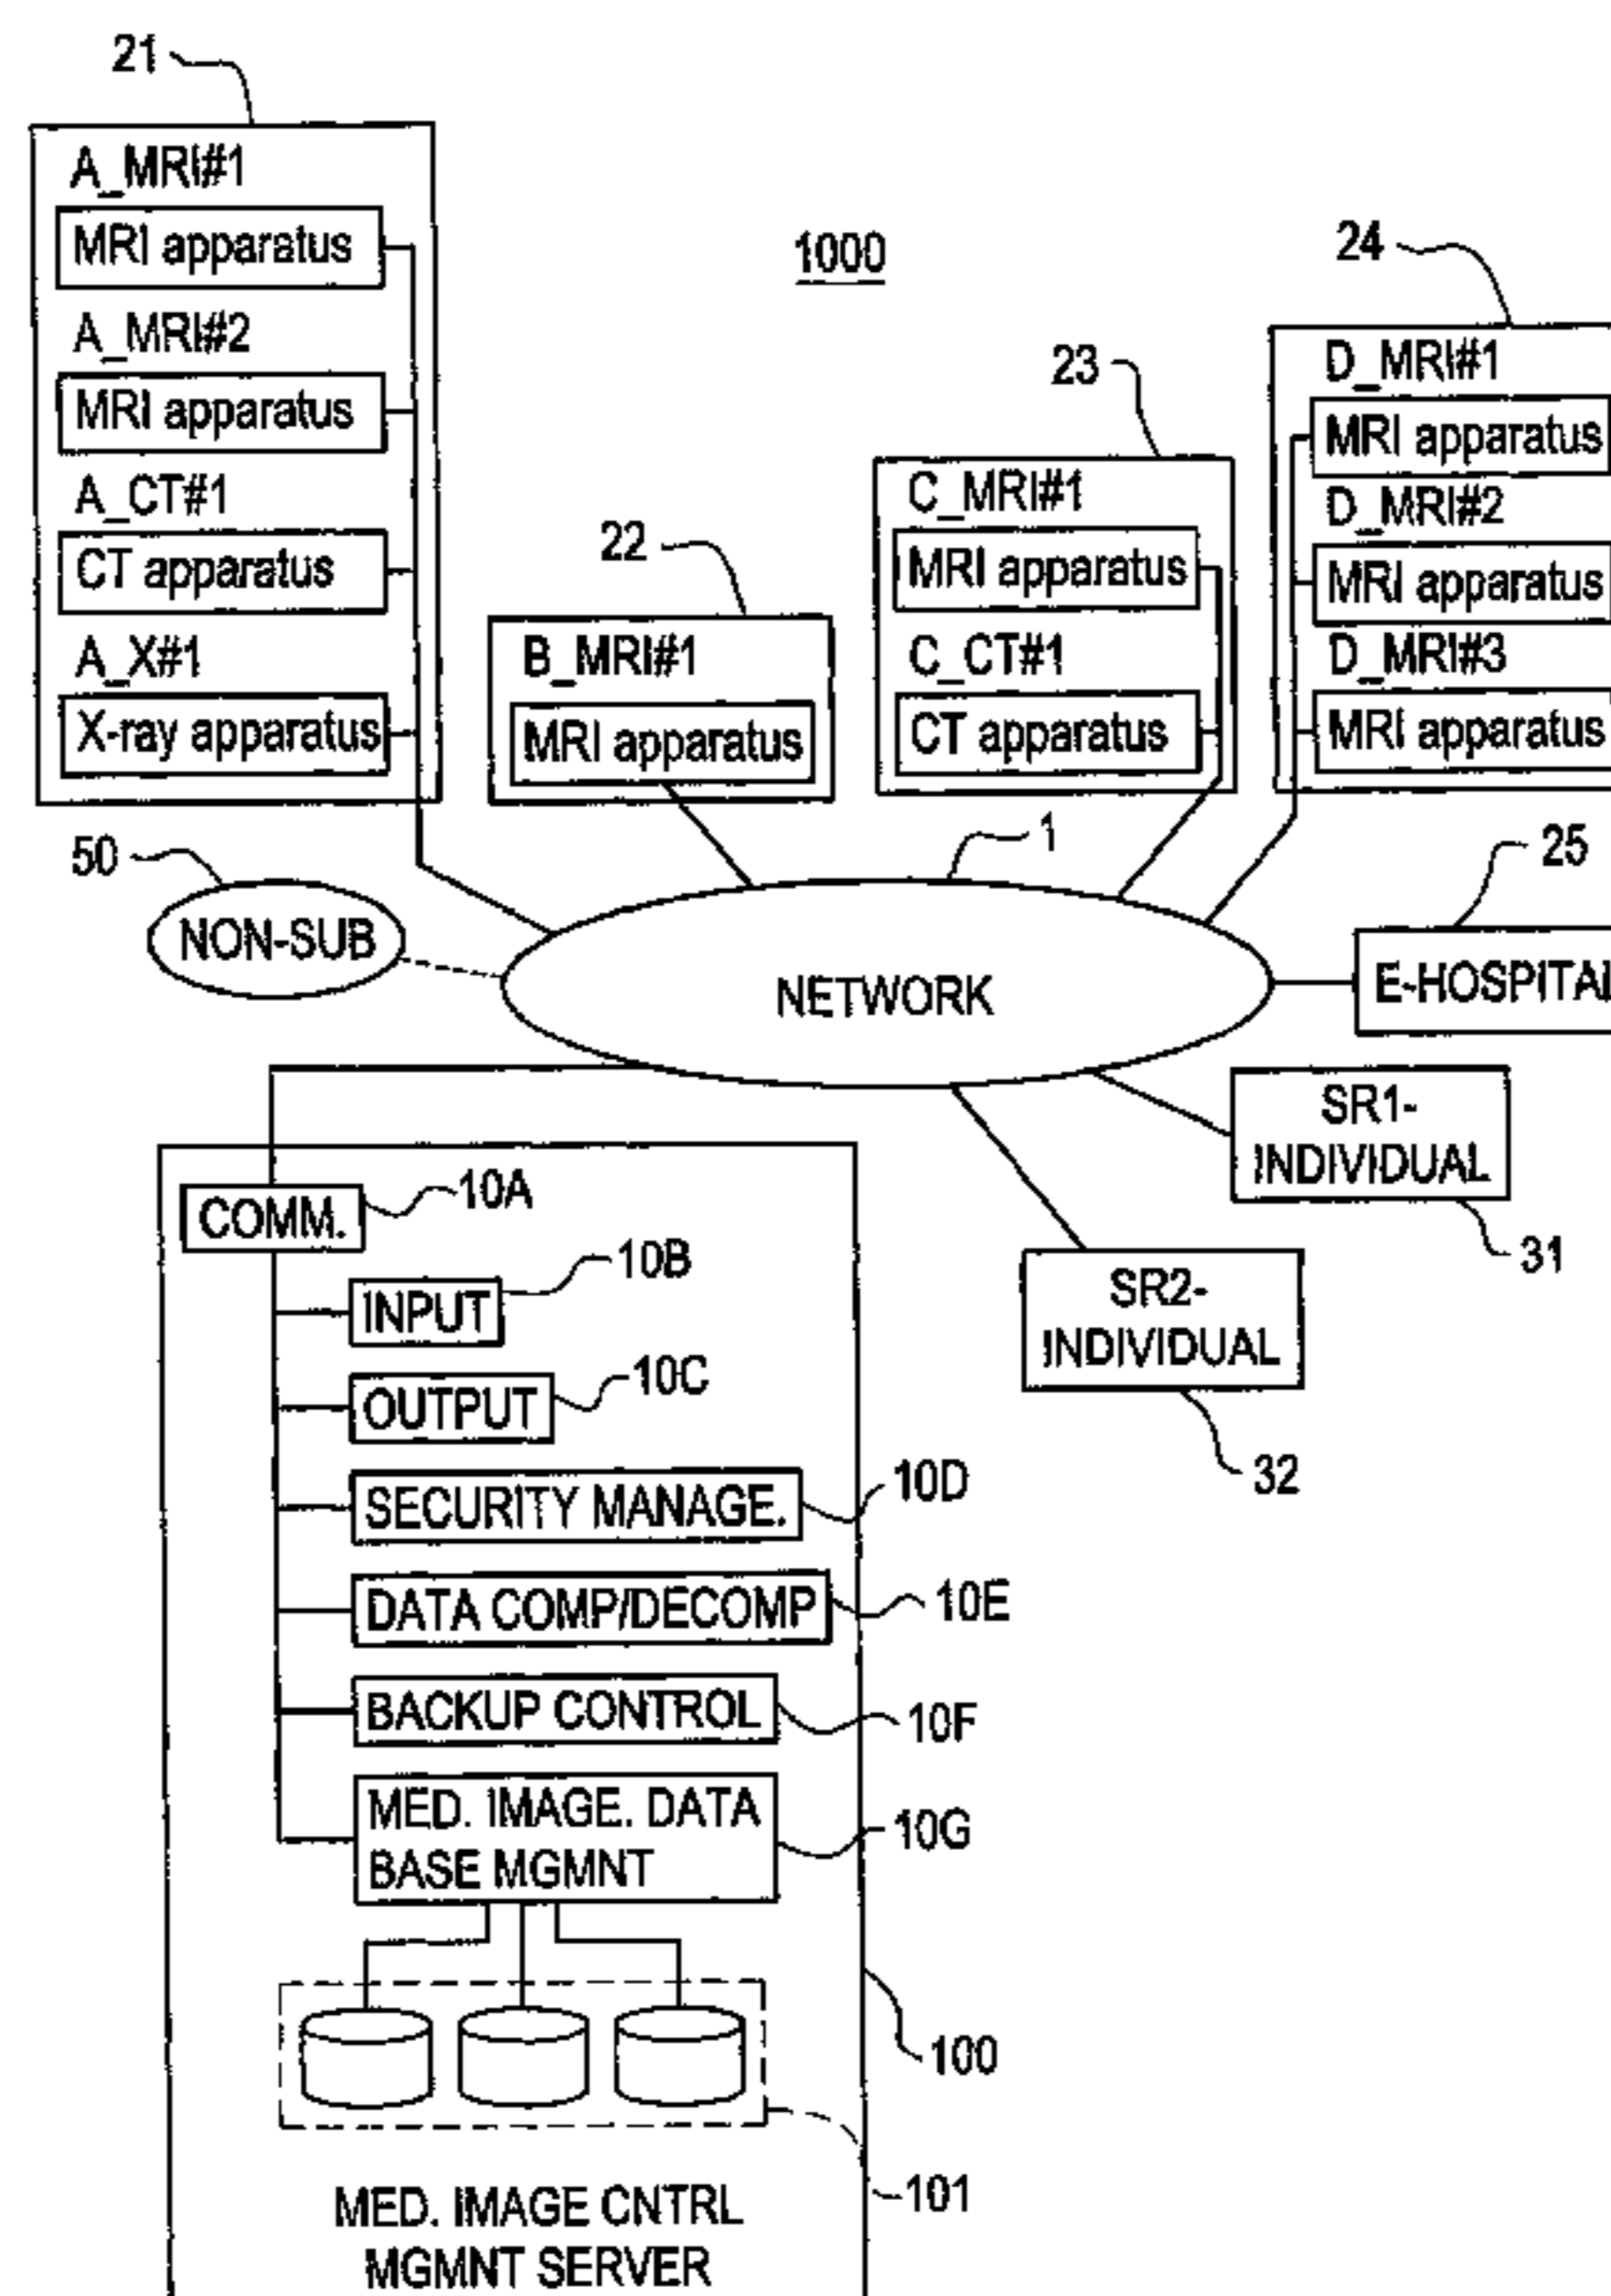 21
A_MRI#1
MRI apparatus
A_MRI#2
MRI apparatus
A_CT#1
CT apparatus
A_X#1
X-ray apparatus
1000
22
B_MRI#1
MRI apparatus
23
C_MRI#1
MRI apparatus
C_CT#1
CT apparatus
24
D_MRI#1
MRI apparatus
D_MRI#2
MRI apparatus
D_MRI#3
MRI apparatus
50
NON-SUB
1
NETWORK
25
E-HOSPITAL
SR1-
INDIVIDUAL
31
SR2-
INDIVIDUAL
32
COMM.
10A
INPUT
10B
OUTPUT
10C
SECURITY MANAGE.
10D
DATA COMP/DECOMP
10E
BACKUP CONTROL
10F
MED. IMAGE. DATA
BASE MGMNT
10G
100
101
MED. IMAGE CNTRL
MGMNT SERVER